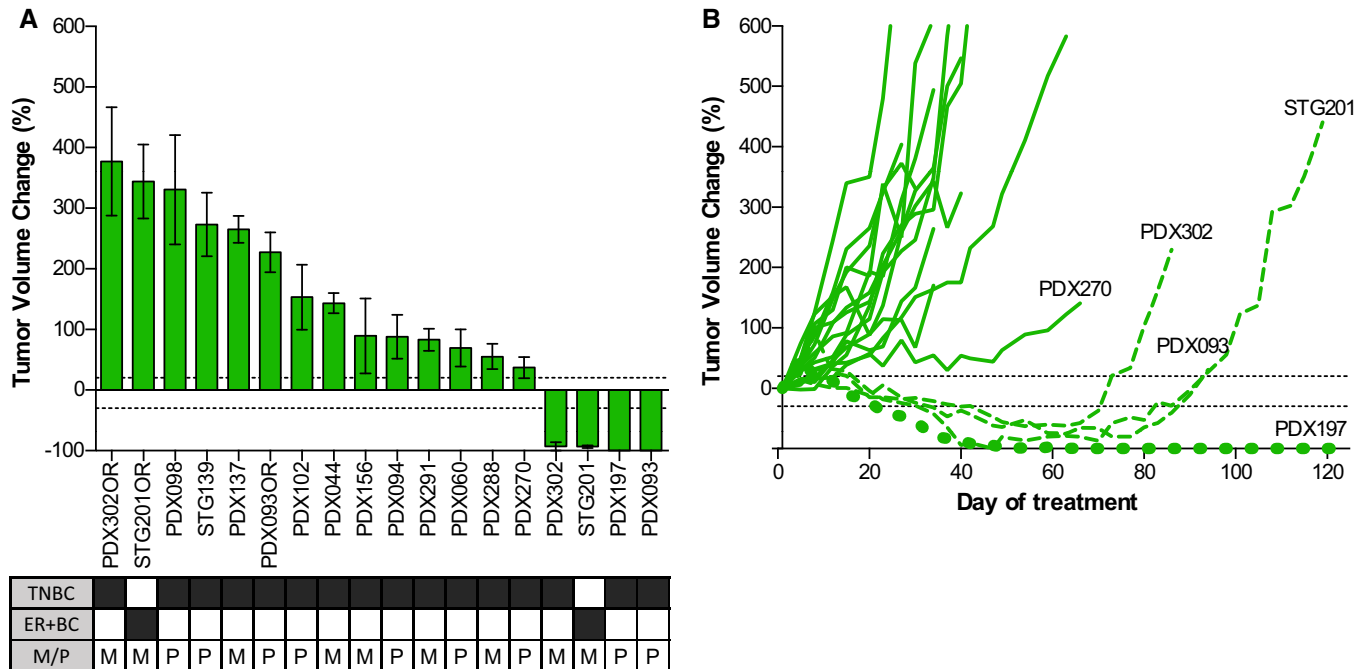 A
Tumor Volume Change (%)
600
500
400
300
200
100
0
-100
PDX302OR
STG201OR
PDX098
STG139
PDX137
PDX093OR
PDX102
PDX044
PDX156
PDX094
PDX291
PDX060
PDX288
PDX270
PDX302
STG201
PDX197
PDX093
TNBC
ER+BC
M/P M M P P M P P M P P M P M M M M P P
B
Tumor Volume Change (%)
600
500
400
300
200
100
0
STG201
PDX302
PDX270
PDX093
PDX197
0 20 40 60 80 100 120
Day of treatment